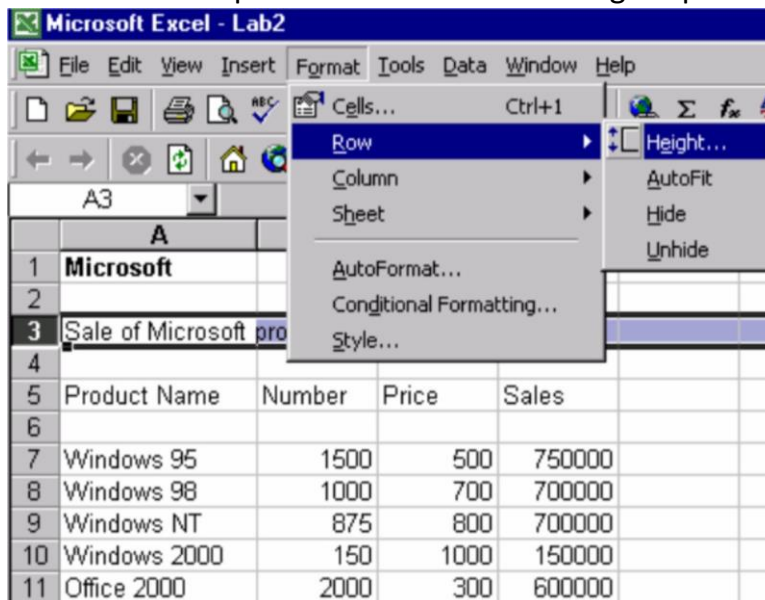 Microsoft Excel - Lab2
File Edit View Insert Format Tools Data Window Help
ABC Cells... Ctrl+1 Σ fx
Row Height...
A3 Column AutoFit
Sheet Hide
A Unhide
1 Microsoft AutoFormat...
2 Conditional Formatting...
3 Sale of Microsoft pro Style...
4
5 Product Name Number Price Sales
6
7 Windows 95 1500 500 750000
8 Windows 98 1000 700 700000
9 Windows NT 875 800 700000
10 Windows 2000 150 1000 150000
11 Office 2000 2000 300 600000